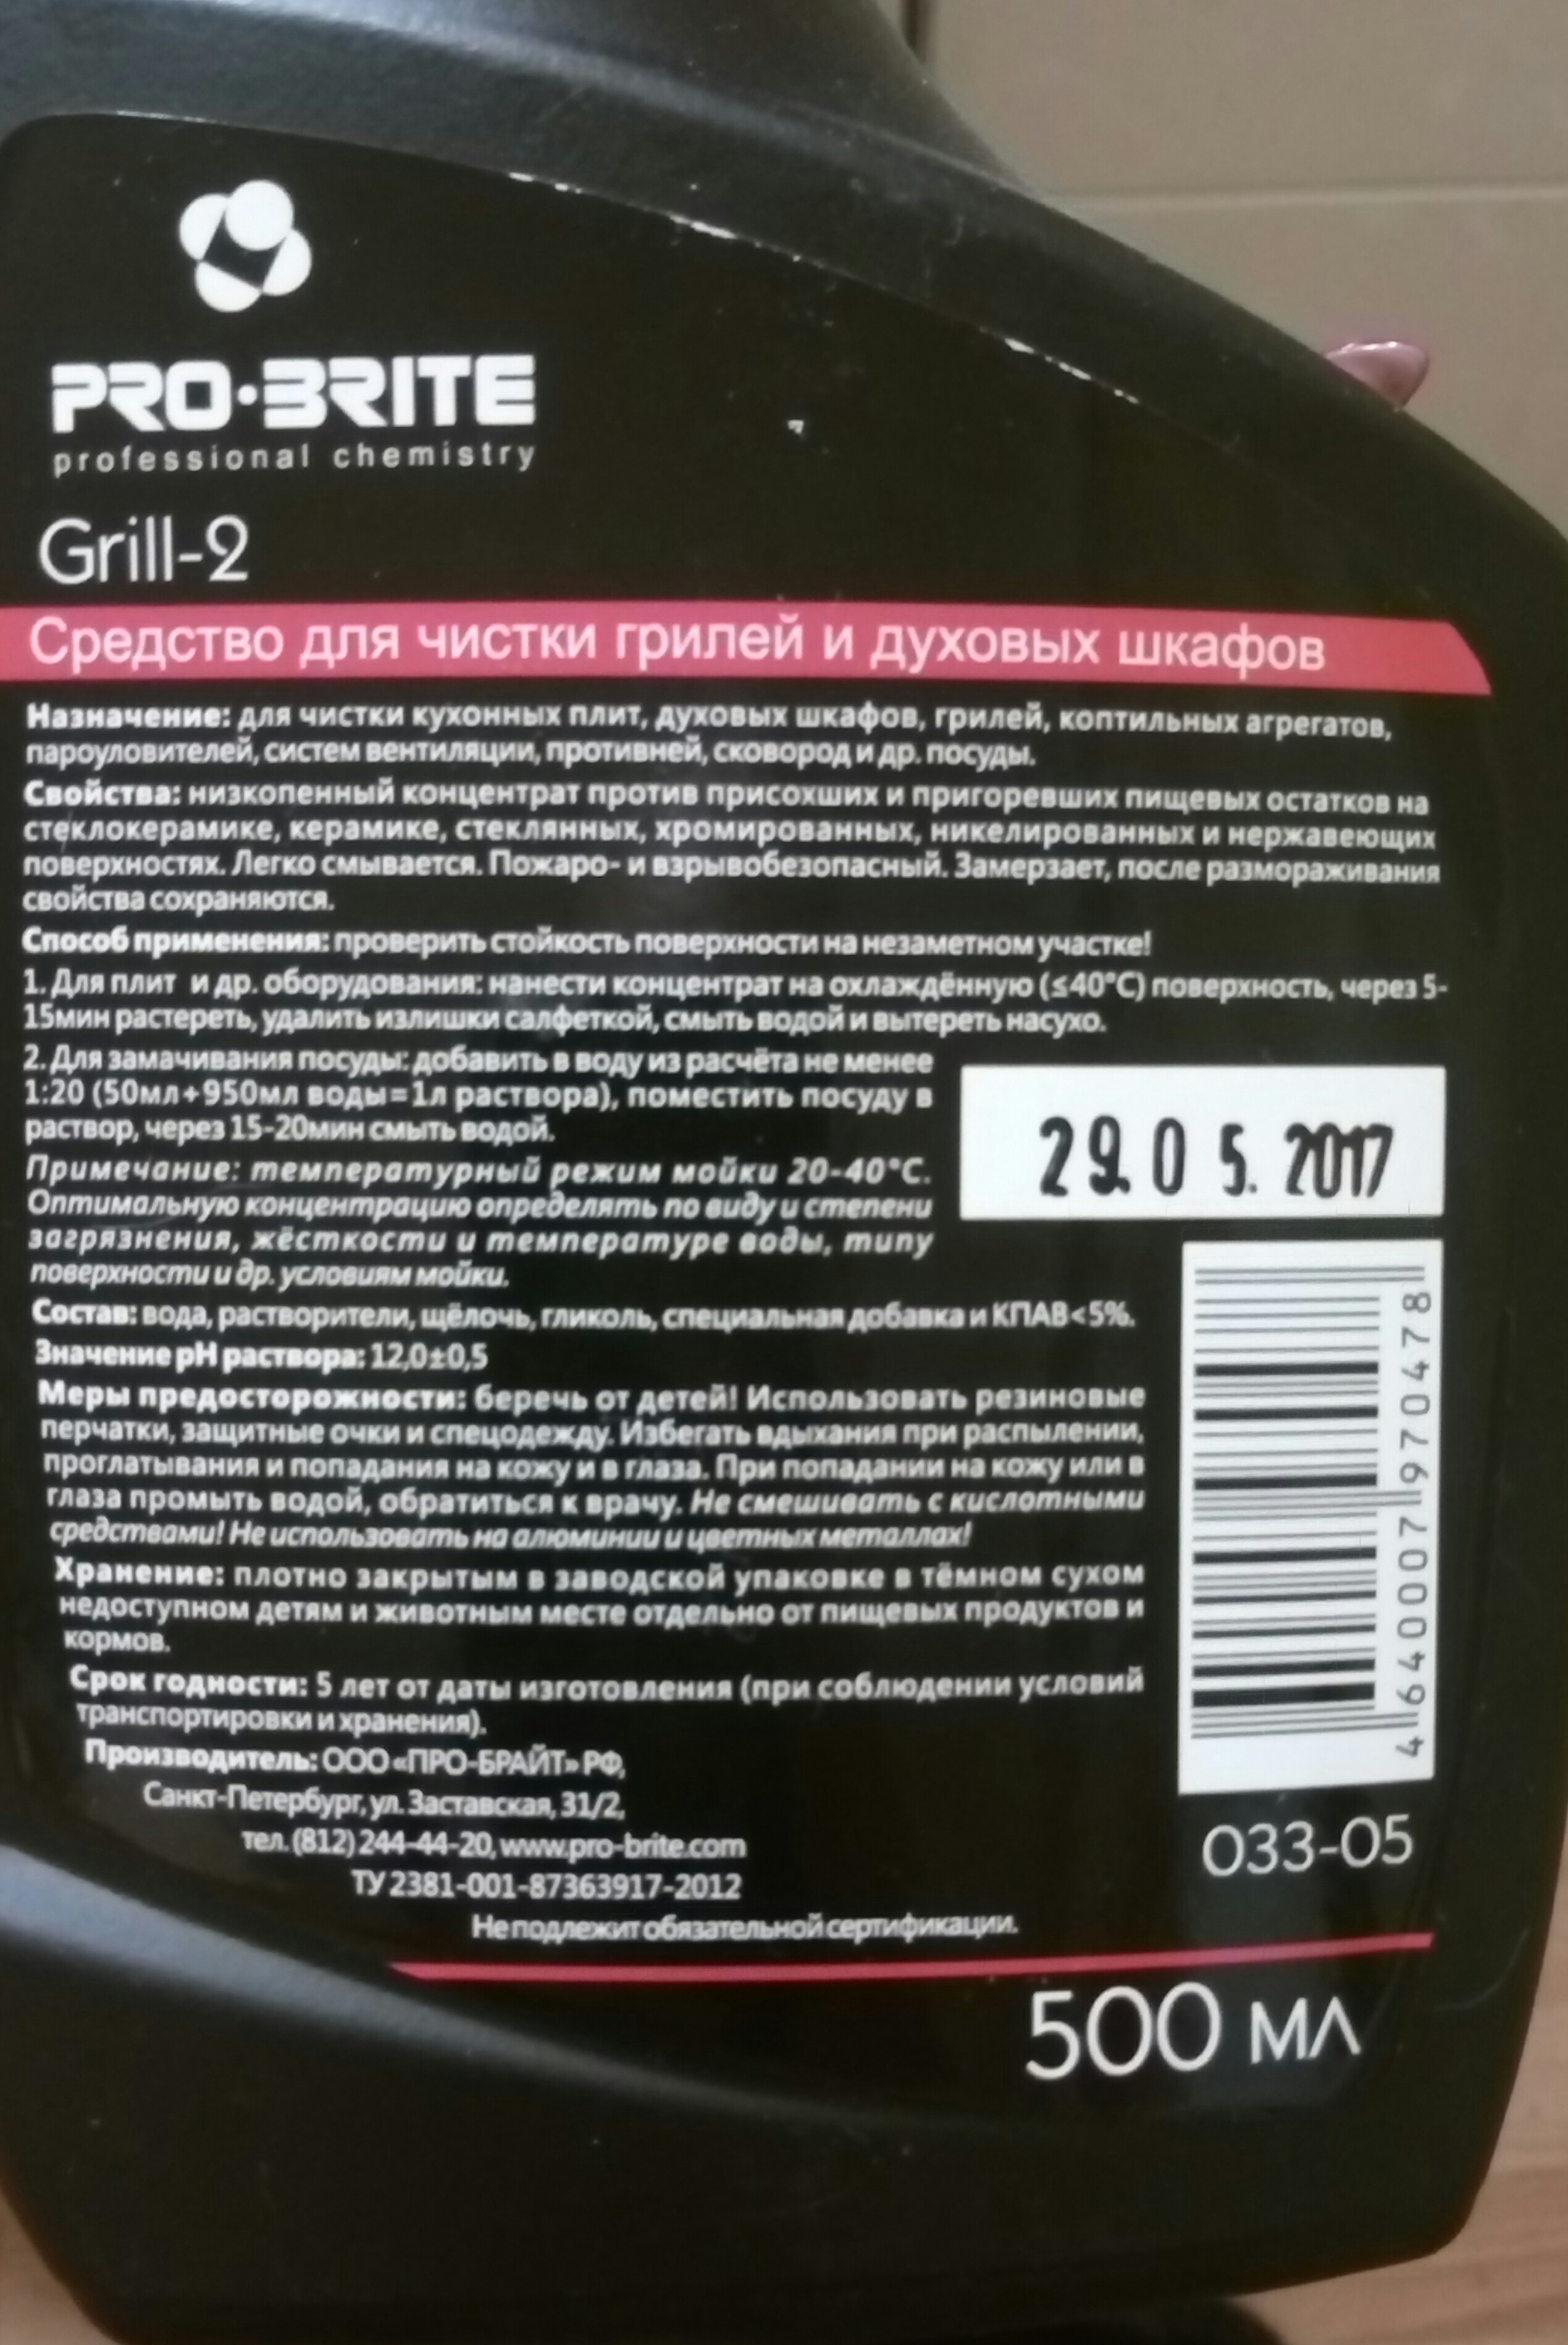 PRO·BRITE
professional chemistry
Grill-2
Средство для чистки грилей и духовых шкафов
Назначение: для чистки кухонных плит, духовых шкафов, грилей, коптильных агрегатов,
пароуловителей, систем вентиляции, противней, сковород и др. посуды.
Свойства: низкопенный концентрат против присохших и пригоревших пищевых остатков на
стеклокерамике, керамике, стеклянных, хромированных, никелированных и нержавеющих
поверхностях. Легко смывается. Пожаро- и взрывобезопасный. Замерзает, после размораживания
свойства сохраняются.
Способ применения: проверить стойкость поверхности на незаметном участке!
1. Для плит и др. оборудования: нанести концентрат на охлаждённую (≤40°С) поверхность, через 5-
15мин растереть, удалить излишки салфеткой, смыть водой и вытереть насухо.
2. Для замачивания посуды: добавить в воду из расчёта не менее
1:20 (50мл+950мл воды=1л раствора), поместить посуду в
раствор, через 15-20мин смыть водой.
Примечание: температурный режим мойки 20-40°С.
Оптимальную концентрацию определять по виду и степени
загрязнения, жёсткости и температуре воды, типу
поверхности и др. условиям мойки.
29.05.2017
Состав: вода, растворители, щёлочь, гликоль, специальная добавка и КПАВ<5%.
Значение pH раствора: 12,0±0,5
Меры предосторожности: беречь от детей! Использовать резиновые
перчатки, защитные очки и спецодежду. Избегать вдыхания при распылении,
проглатывания и попадания на кожу и в глаза. При попадании на кожу или в
глаза промыть водой, обратиться к врачу. Не смешивать с кислотными
средствами! Не использовать на алюминии и цветных металлах!
Хранение: плотно закрытым в заводской упаковке в тёмном сухом
недоступном детям и животным месте отдельно от пищевых продуктов и
кормов.
Срок годности: 5 лет от даты изготовления (при соблюдении условий
транспортировки и хранения).
Производитель: ООО «ПРО-БРАЙТ» РФ,
Санкт-Петербург, ул. Заставская, 31/2,
тел. (812) 244-44-20, www.pro-brite.com
ТУ 2381-001-87363917-2012
Не подлежит обязательной сертификации.
4 640007 970478
033-05
500 мл